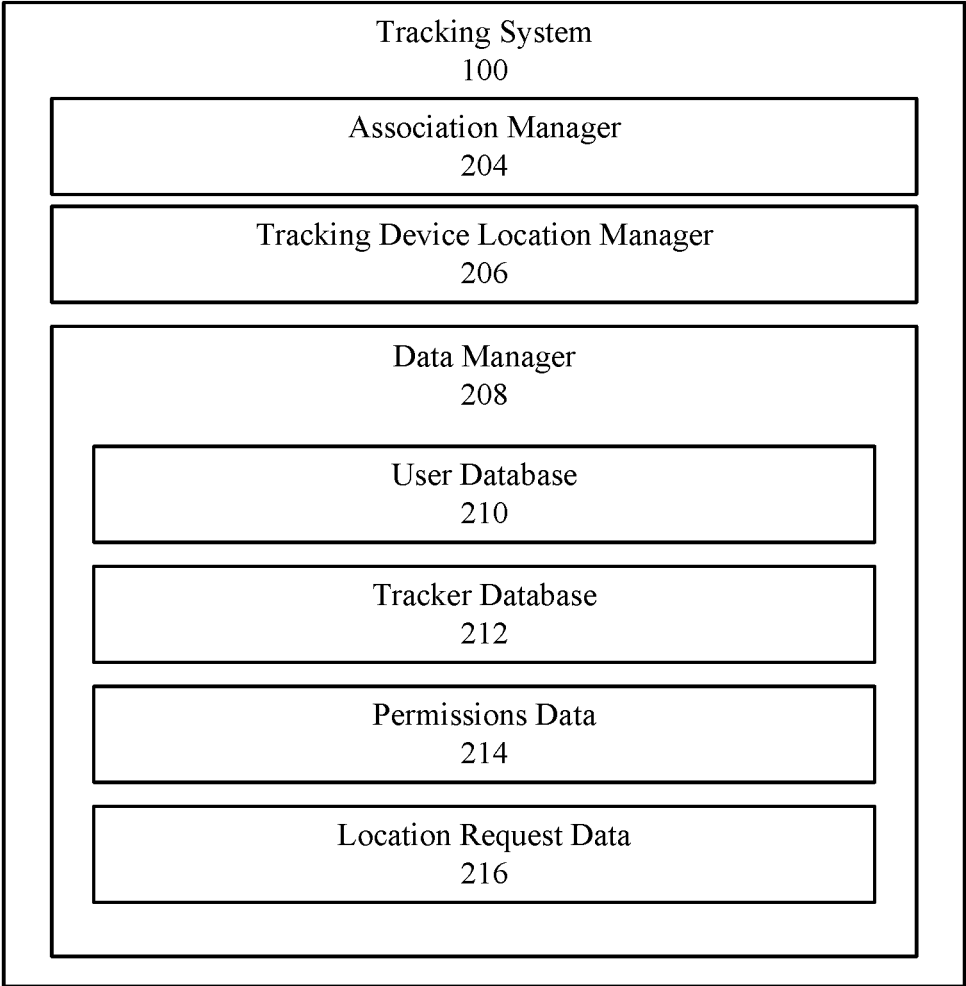 Tracking System
100
Association Manager
204
Tracking Device Location Manager
206
Data Manager
208
User Database
210
Tracker Database
212
Permissions Data
214
Location Request Data
216